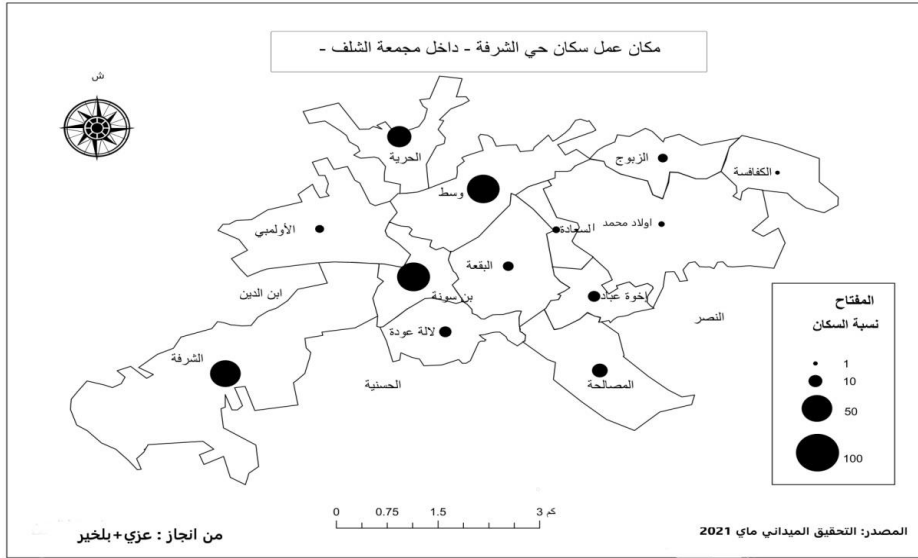 مكان عمل سكان حي الشرفة - داخل مجمعة الشلف -
ش
الحرية
الزبوج
الكفافسة
وسط
اولاد محمد
السعادة
الأولمبي
البقعة
ابن الدين
بن سونة
إخوة عباد
النصر
لالة عودة
الشرفة
الحسنية
المصالحة
المفتاح
نسبة السكان
1
10
50
100
0 0.75 1.5 3 كم
من انجاز : عزي+بلخير
المصدر: التحقيق الميداني ماي 2021